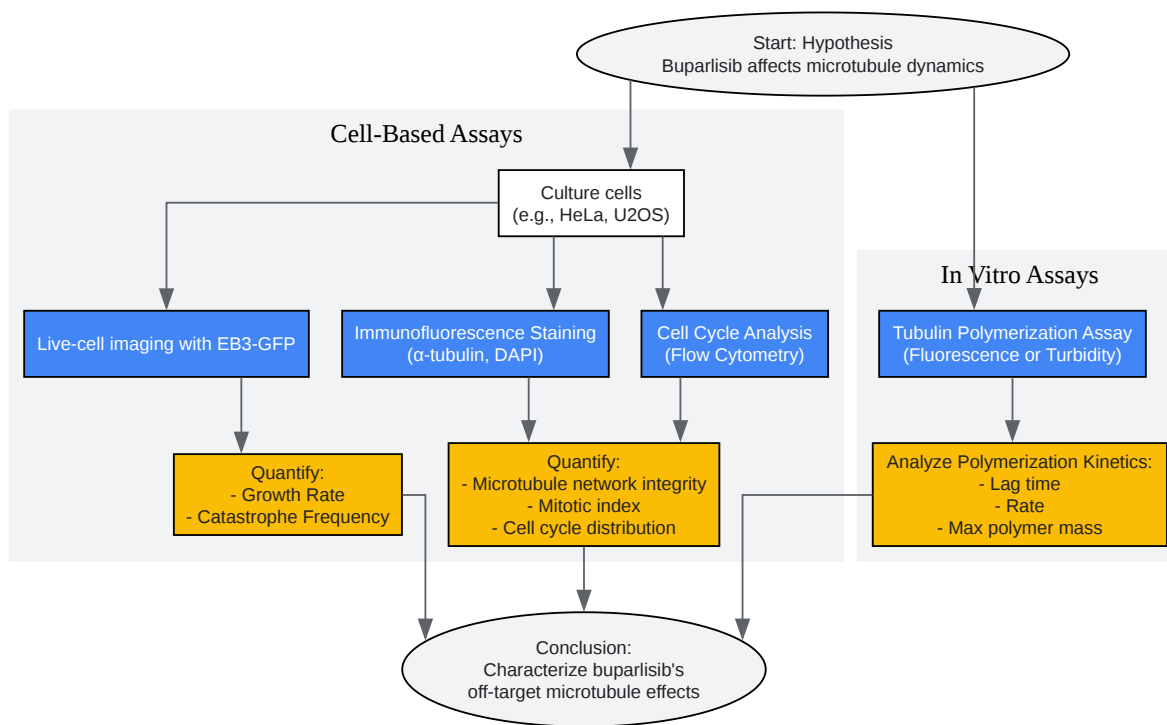 Start: Hypothesis
Buparlisib affects microtubule dynamics
Cell-Based Assays
Culture cells
(e.g., HeLa, U2OS)
In Vitro Assays
Live-cell imaging with EB3-GFP
Immunofluorescence Staining
(α-tubulin, DAPI)
Cell Cycle Analysis
(Flow Cytometry)
Tubulin Polymerization Assay
(Fluorescence or Turbidity)
Quantify:
- Growth Rate
- Catastrophe Frequency
Quantify:
- Microtubule network integrity
- Mitotic index
- Cell cycle distribution
Analyze Polymerization Kinetics:
- Lag time
- Rate
- Max polymer mass
Conclusion:
Characterize buparlisib's
off-target microtubule effects